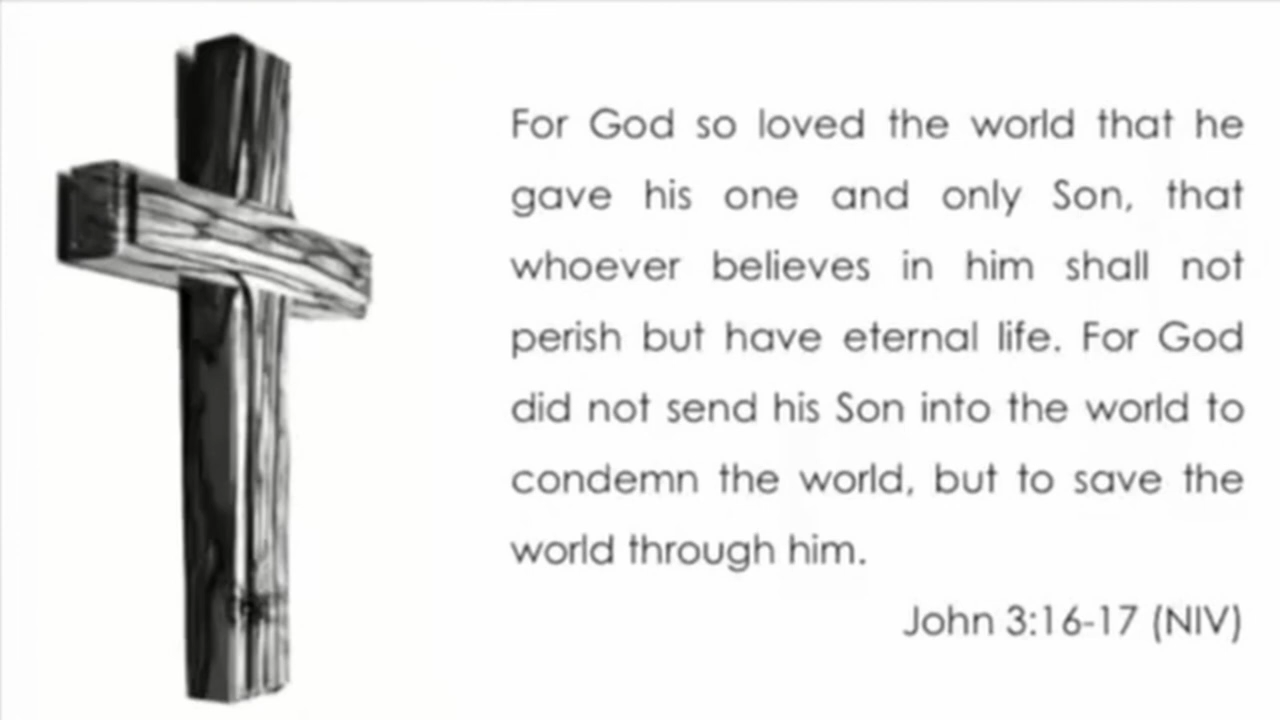 For God so loved the world that he
gave his one and only Son, that
whoever believes in him shall not
perish but have eternal life. For God
did not send his Son into the world to
condemn the world, but to save the
world through him.
John 3:16-17 (NIV)